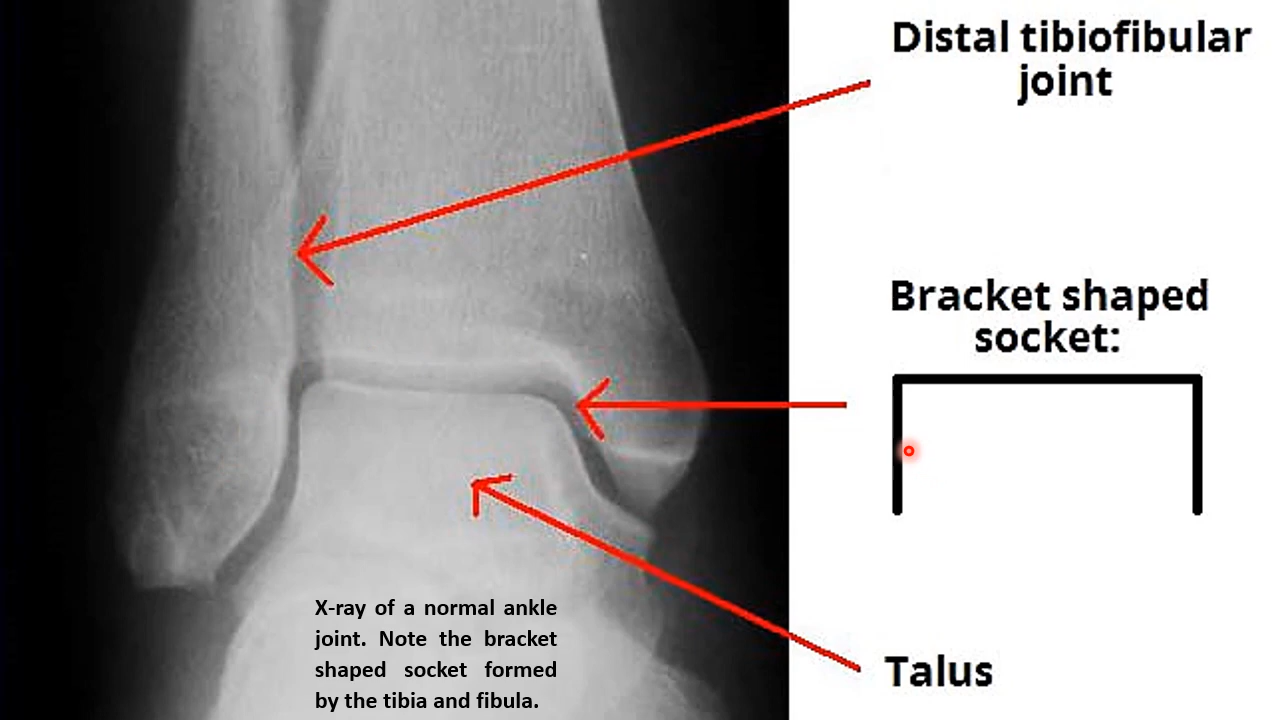 Distal tibiofibular
joint
Bracket shaped
socket:
X-ray of a normal ankle
joint. Note the bracket
shaped socket formed
by the tibia and fibula.
Talus